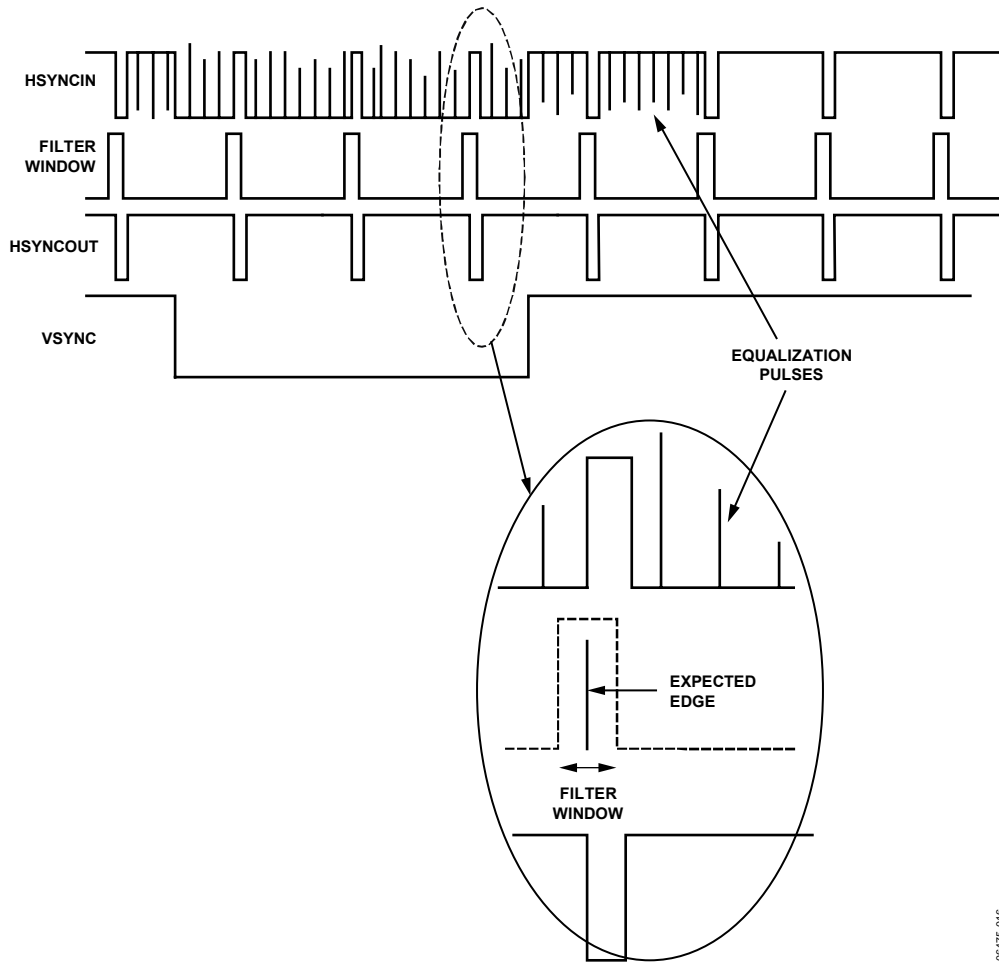 HSYNCIN
FILTER
WINDOW
HSYNCOUT
VSYNC
EQUALIZATION
PULSES
EXPECTED
EDGE
FILTER
WINDOW